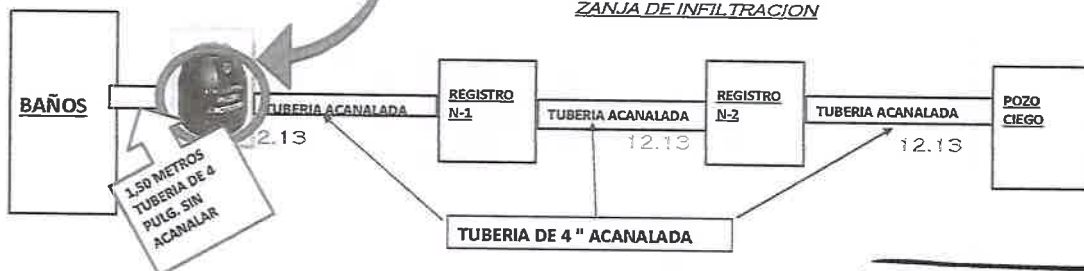 ZANJA DE INFILTRACION
BAÑOS
TUBERIA ACANALADA
2.13
REGISTRO
N-1
TUBERIA ACANALADA
12.13
REGISTRO
N-2
TUBERIA ACANALADA
12.13
POZO
CIEGO
1,50 METROS
TUBERIA DE 4
PULG. SIN
ACANALAR
TUBERIA DE 4 " ACANALADA